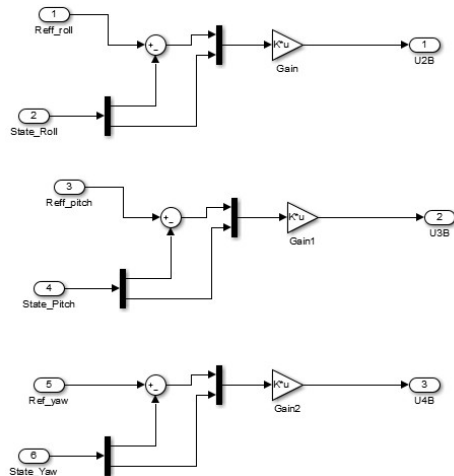 1
Reff_roll
+
-
K*u
Gain
1
U2B
2
State_Roll
3
Reff_pitch
+
-
K*u
Gain1
2
U3B
4
State_Pitch
5
Ref_yaw
+
-
K*u
Gain2
3
U4B
6
State_Yaw